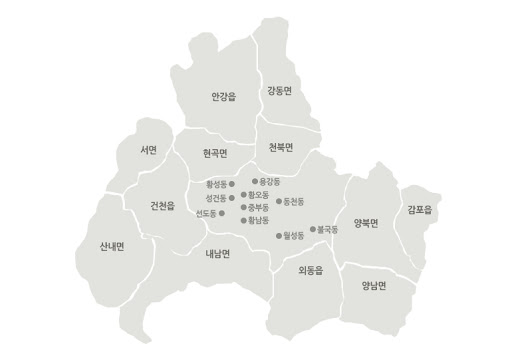 안강읍
강동면
서면
현곡면
천북면
황성동
용강동
성건동
황오동
동천동
건천읍
선도동
중부동
황남동
월성동
불국동
양북면
감포읍
산내면
내남면
외동읍
양남면